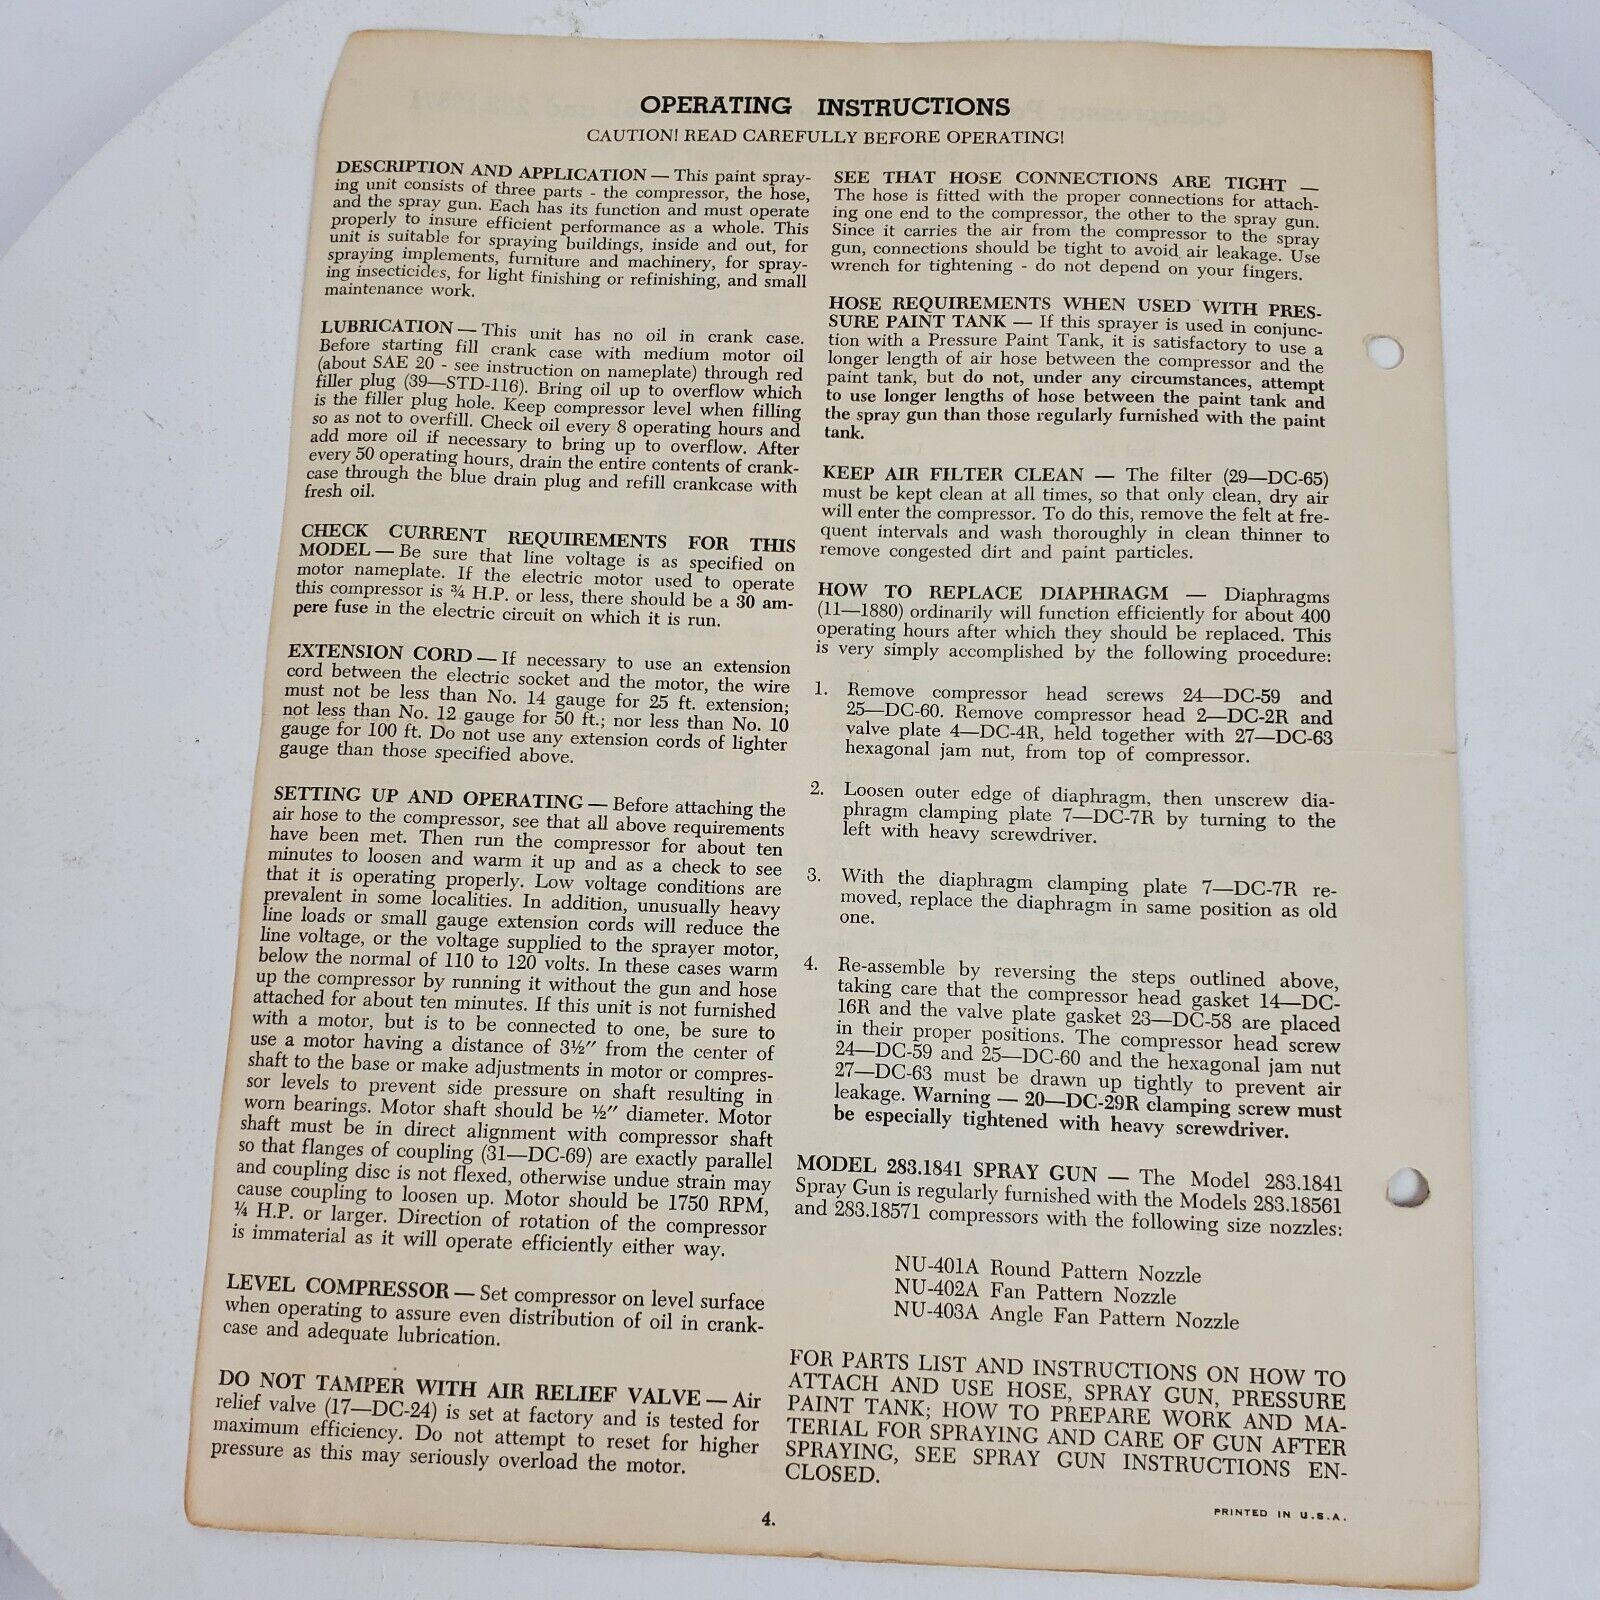 OPERATING INSTRUCTIONS
CAUTION! READ CAREFULLY BEFORE OPERATING!
DESCRIPTION AND APPLICATION — This paint spray-
ing unit consists of three parts - the compressor, the hose,
and the spray gun. Each has its function and must operate
properly to insure efficient performance as a whole. This
unit is suitable for spraying buildings, inside and out, for
spraying implements, furniture and machinery, for spray-
ing insecticides, for light finishing or refinishing, and small
maintenance work.
LUBRICATION — This unit has no oil in crank case.
Before starting fill crank case with medium motor oil
(about SAE 20 - see instruction on nameplate) through red
filler plug (39—STD-116). Bring oil up to overflow which
is the filler plug hole. Keep compressor level when filling
so as not to overfill. Check oil every 8 operating hours and
add more oil if necessary to bring up to overflow. After
every 50 operating hours, drain the entire contents of crank-
case through the blue drain plug and refill crankcase with
fresh oil.
CHECK CURRENT REQUIREMENTS FOR THIS
MODEL — Be sure that line voltage is as specified on
motor nameplate. If the electric motor used to operate
this compressor is ¾ H.P. or less, there should be a 30 am-
pere fuse in the electric circuit on which it is run.
EXTENSION CORD — If necessary to use an extension
cord between the electric socket and the motor, the wire
must not be less than No. 14 gauge for 25 ft. extension;
not less than No. 12 gauge for 50 ft.; nor less than No. 10
gauge for 100 ft. Do not use any extension cords of lighter
gauge than those specified above.
SETTING UP AND OPERATING — Before attaching the
air hose to the compressor, see that all above requirements
have been met. Then run the compressor for about ten
minutes to loosen and warm it up and as a check to see
that it is operating properly. Low voltage conditions are
prevalent in some localities. In addition, unusually heavy
line loads or small gauge extension cords will reduce the
line voltage, or the voltage supplied to the sprayer motor,
below the normal of 110 to 120 volts. In these cases warm
up the compressor by running it without the gun and hose
attached for about ten minutes. If this unit is not furnished
with a motor, but is to be connected to one, be sure to
use a motor having a distance of 3½″ from the center of
shaft to the base or make adjustments in motor or compres-
sor levels to prevent side pressure on shaft resulting in
worn bearings. Motor shaft should be ½″ diameter. Motor
shaft must be in direct alignment with compressor shaft
so that flanges of coupling (31—DC-69) are exactly parallel
and coupling disc is not flexed, otherwise undue strain may
cause coupling to loosen up. Motor should be 1750 RPM,
¼ H.P. or larger. Direction of rotation of the compressor
is immaterial as it will operate efficiently either way.
LEVEL COMPRESSOR — Set compressor on level surface
when operating to assure even distribution of oil in crank-
case and adequate lubrication.
DO NOT TAMPER WITH AIR RELIEF VALVE — Air
relief valve (17—DC-24) is set at factory and is tested for
maximum efficiency. Do not attempt to reset for higher
pressure as this may seriously overload the motor.
SEE THAT HOSE CONNECTIONS ARE TIGHT —
The hose is fitted with the proper connections for attach-
ing one end to the compressor, the other to the spray gun.
Since it carries the air from the compressor to the spray
gun, connections should be tight to avoid air leakage. Use
wrench for tightening - do not depend on your fingers.
HOSE REQUIREMENTS WHEN USED WITH PRES-
SURE PAINT TANK — If this sprayer is used in conjunc-
tion with a Pressure Paint Tank, it is satisfactory to use a
longer length of air hose between the compressor and the
paint tank, but do not, under any circumstances, attempt
to use longer lengths of hose between the paint tank and
the spray gun than those regularly furnished with the paint
tank.
KEEP AIR FILTER CLEAN — The filter (29—DC-65)
must be kept clean at all times, so that only clean, dry air
will enter the compressor. To do this, remove the felt at fre-
quent intervals and wash thoroughly in clean thinner to
remove congested dirt and paint particles.
HOW TO REPLACE DIAPHRAGM — Diaphragms
(11—1880) ordinarily will function efficiently for about 400
operating hours after which they should be replaced. This
is very simply accomplished by the following procedure:
1. Remove compressor head screws 24—DC-59 and
25—DC-60. Remove compressor head 2—DC-2R and
valve plate 4—DC-4R, held together with 27—DC-63
hexagonal jam nut, from top of compressor.
2. Loosen outer edge of diaphragm, then unscrew dia-
phragm clamping plate 7—DC-7R by turning to the
left with heavy screwdriver.
3. With the diaphragm clamping plate 7—DC-7R re-
moved, replace the diaphragm in same position as old
one.
4. Re-assemble by reversing the steps outlined above,
taking care that the compressor head gasket 14—DC-
16R and the valve plate gasket 23—DC-58 are placed
in their proper positions. The compressor head screw
24—DC-59 and 25—DC-60 and the hexagonal jam nut
27—DC-63 must be drawn up tightly to prevent air
leakage. Warning — 20—DC-29R clamping screw must
be especially tightened with heavy screwdriver.
MODEL 283.1841 SPRAY GUN — The Model 283.1841
Spray Gun is regularly furnished with the Models 283.18561
and 283.18571 compressors with the following size nozzles:
NU-401A Round Pattern Nozzle
NU-402A Fan Pattern Nozzle
NU-403A Angle Fan Pattern Nozzle
FOR PARTS LIST AND INSTRUCTIONS ON HOW TO
ATTACH AND USE HOSE, SPRAY GUN, PRESSURE
PAINT TANK; HOW TO PREPARE WORK AND MA-
TERIAL FOR SPRAYING AND CARE OF GUN AFTER
SPRAYING, SEE SPRAY GUN INSTRUCTIONS EN-
CLOSED.
4.
PRINTED IN U.S.A.